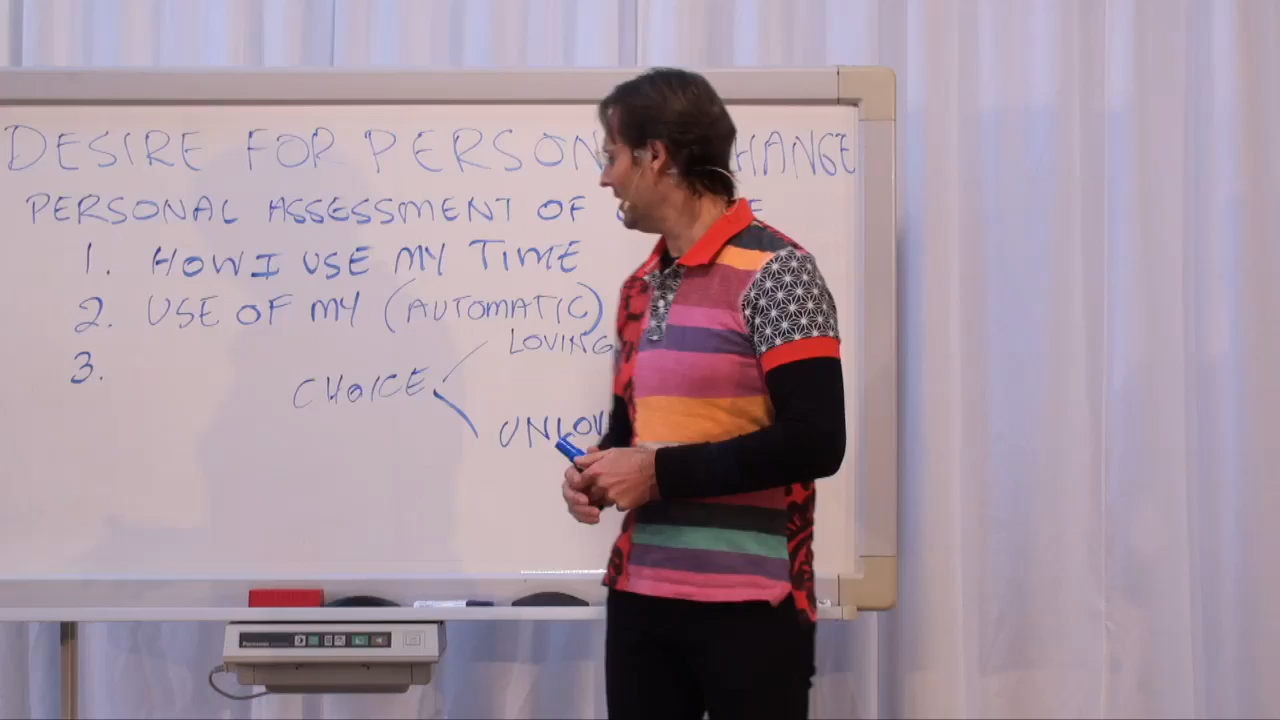 DESIRE FOR PERSON HANGE
PERSONAL ASSESSMENT OF
1. HOW I USE MY TIME
2. USE OF MY (AUTOMATIC)
LOVING
3.
CHOICE
UNLOV
Panasonic